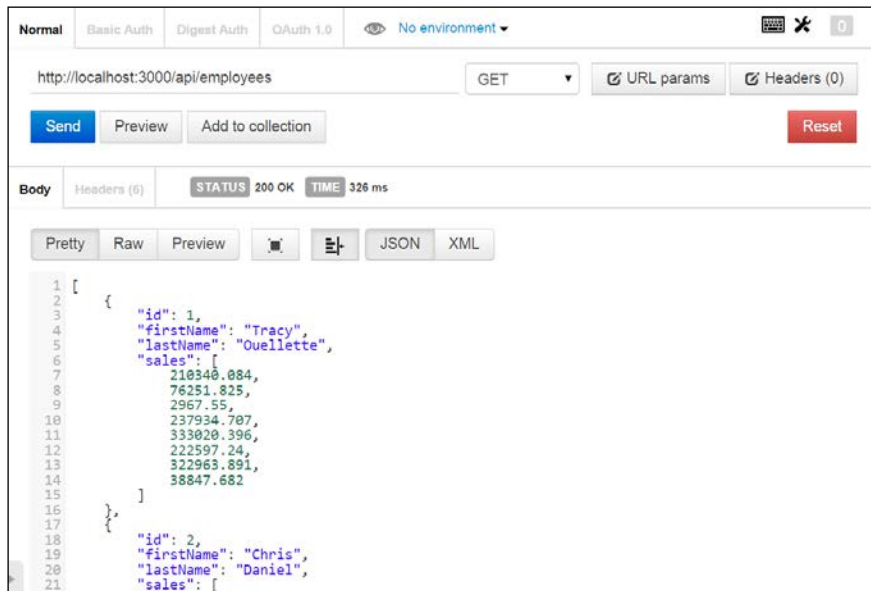 Normal Basic Auth Digest Auth OAuth 1.0 No environment 0
http://localhost:3000/api/employees GET URL params Headers (0)
Send Preview Add to collection Reset
Body Headers (6) STATUS 200 OK TIME 326 ms
Pretty Raw Preview JSON XML
1 [
2 {
3 "id": 1,
4 "firstName": "Tracy",
5 "lastName": "Ouellette",
6 "sales": [
7 210340.084,
8 76251.825,
9 2967.55,
10 237934.707,
11 333020.396,
12 222597.24,
13 322963.891,
14 38847.682
15 ]
16 },
17 {
18 "id": 2,
19 "firstName": "Chris",
20 "lastName": "Daniel",
21 "sales": [